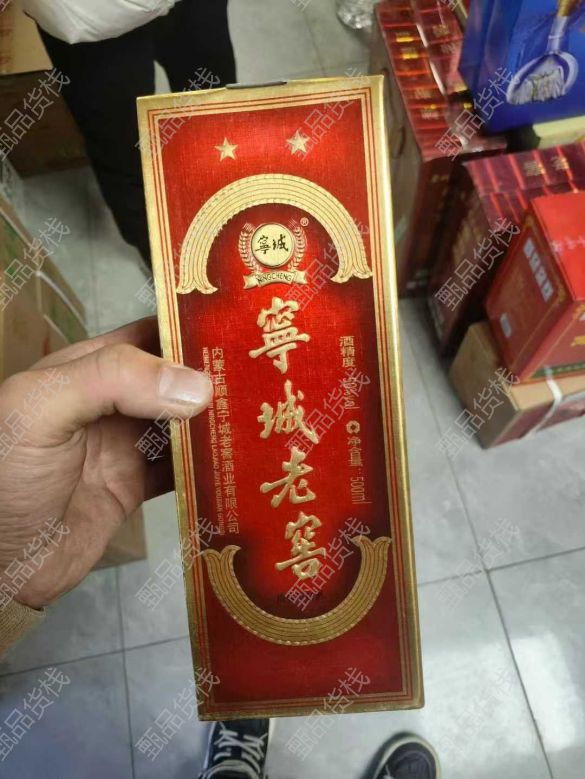 寧城
®
NINGCHENG
寧城老窖
酒精度:
净含量:500ml
内蒙古顺鑫宁城老窖酒业有限公司
甄品货栈